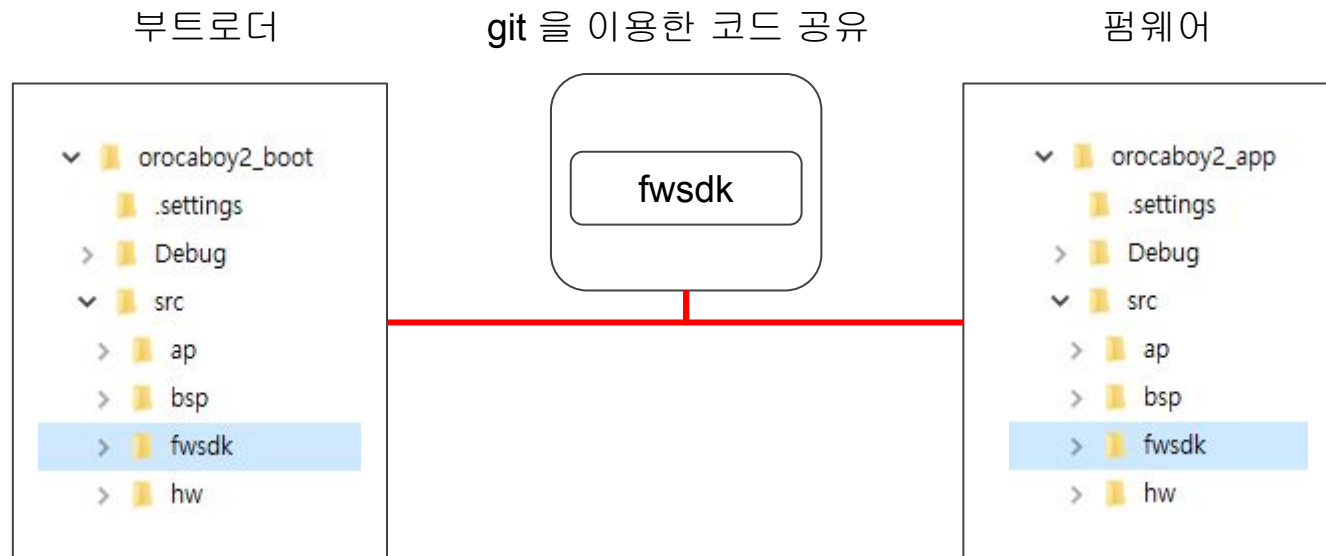 부트로더
git 을 이용한 코드 공유
펌웨어
orocaboy2_boot
.settings
Debug
src
ap
bsp
fwsdk
hw
fwsdk
orocaboy2_app
.settings
Debug
src
ap
bsp
fwsdk
hw